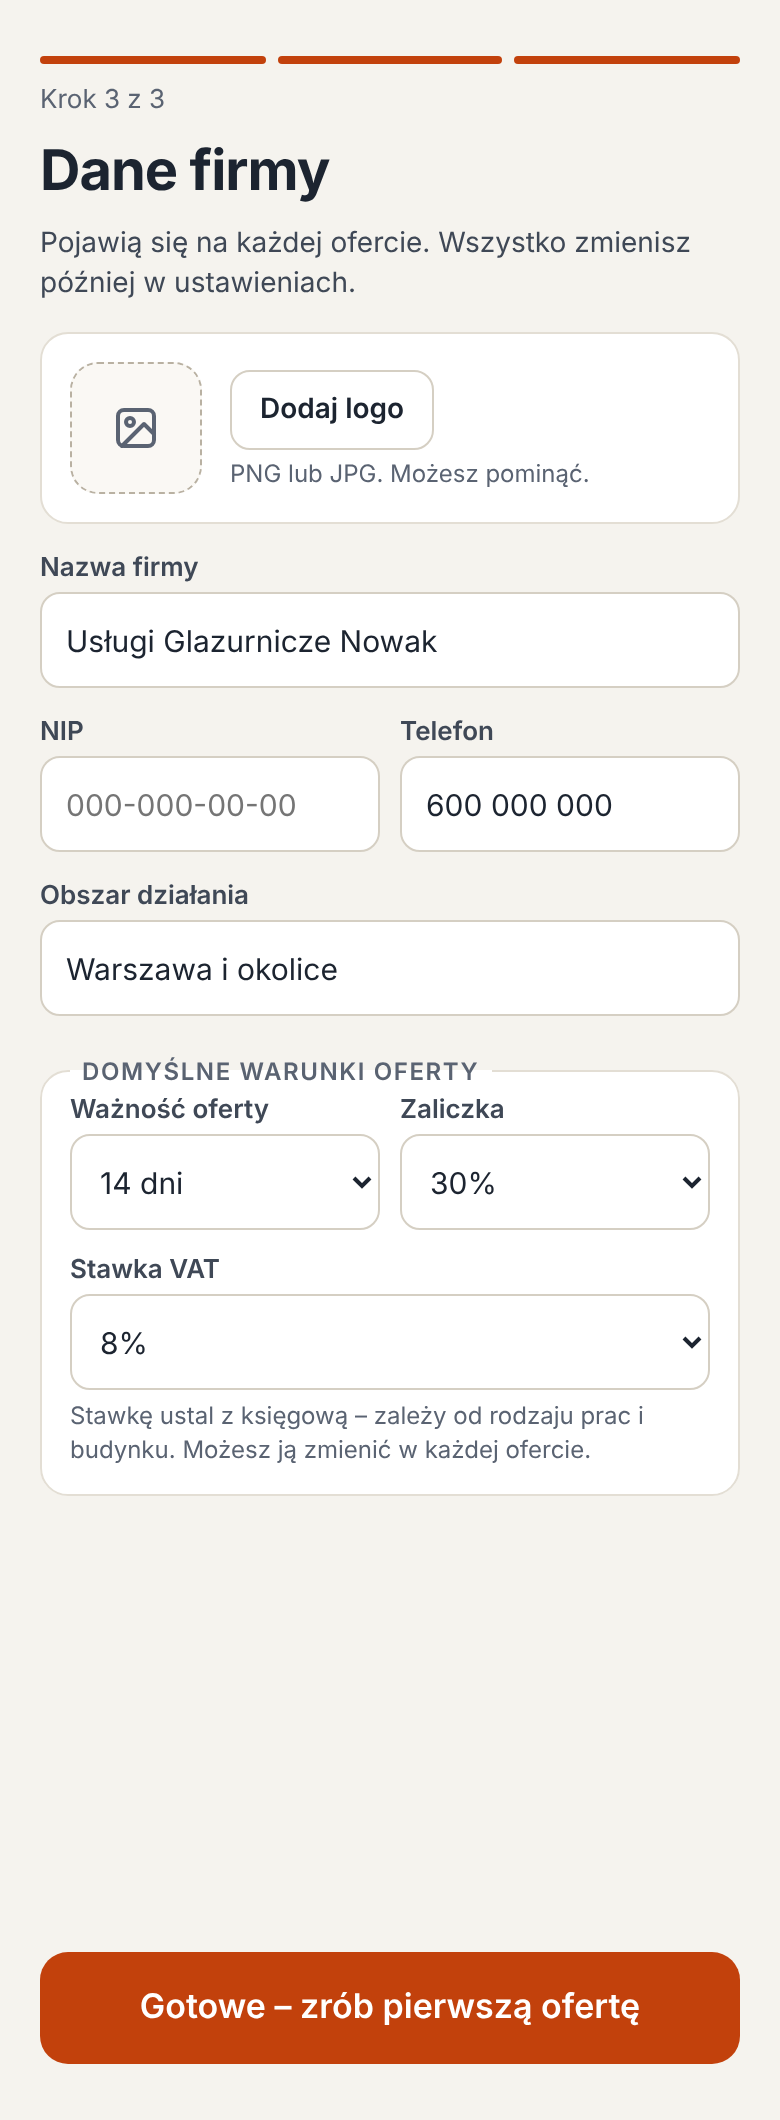 Krok 3 z 3
Dane firmy
Pojawią się na każdej ofercie. Wszystko zmienisz
później w ustawieniach.
Dodaj logo
PNG lub JPG. Możesz pominąć.
Nazwa firmy
Usługi Glazurnicze Nowak
NIP
Telefon
000-000-00-00
600 000 000
Obszar działania
Warszawa i okolice
DOMYŚLNE WARUNKI OFERTY
Ważność oferty
Zaliczka
14 dni
30%
Stawka VAT
8%
Stawkę ustal z księgową – zależy od rodzaju prac i
budynku. Możesz ją zmienić w każdej ofercie.
Gotowe – zrób pierwszą ofertę